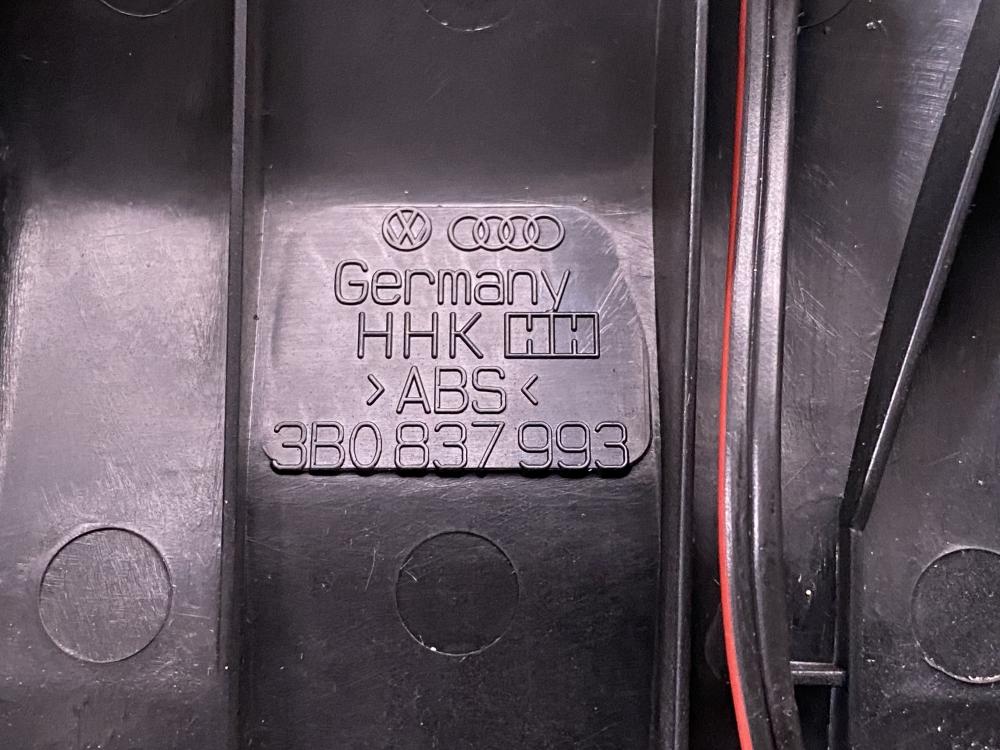 Germany
HHK HH
>ABS<
3B0 837 993